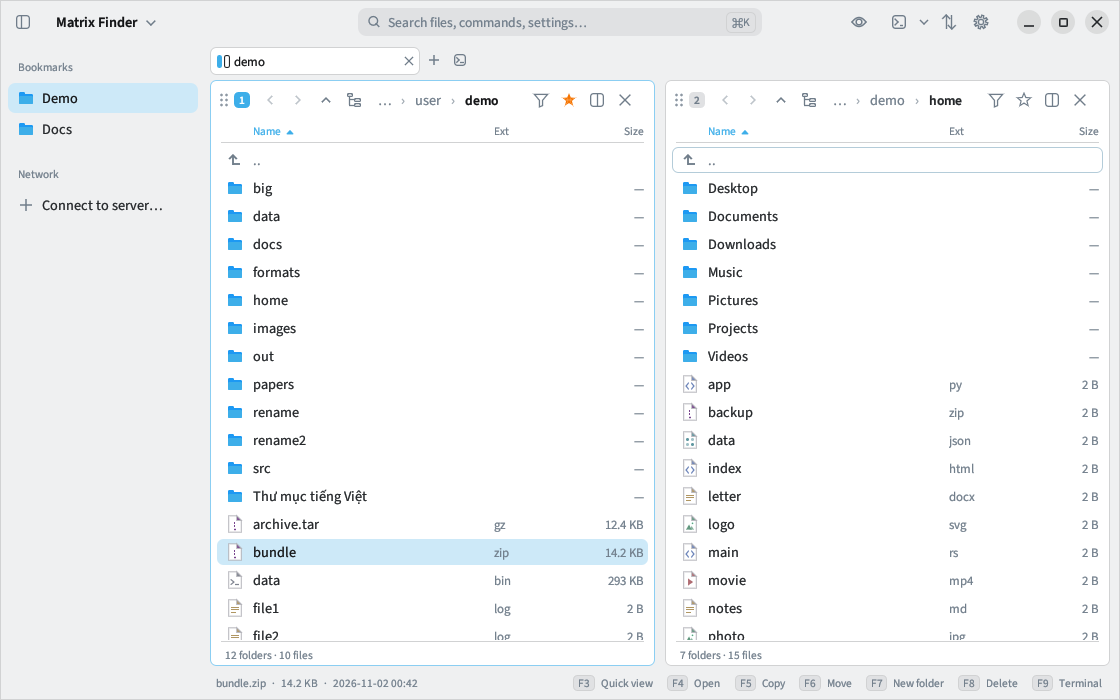 Matrix Finder
Search files, commands, settings… ⌘K
Bookmarks
Demo
Docs
Network
Connect to server…
demo
1 … › user › demo
Name Ext Size
..
big —
data —
docs —
formats —
home —
images —
out —
papers —
rename —
rename2 —
src —
Thư mục tiếng Việt —
archive.tar gz 12.4 KB
bundle zip 14.2 KB
data bin 293 KB
file1 log 2 B
file2 log 2 B
12 folders · 10 files
2 … › demo › home
Name Ext Size
..
Desktop —
Documents —
Downloads —
Music —
Pictures —
Projects —
Videos —
app py 2 B
backup zip 2 B
data json 2 B
index html 2 B
letter docx 2 B
logo svg 2 B
main rs 2 B
movie mp4 2 B
notes md 2 B
photo jpg 2 B
7 folders · 15 files
bundle.zip · 14.2 KB · 2026-11-02 00:42
F3 Quick view F4 Open F5 Copy F6 Move F7 New folder F8 Delete F9 Terminal